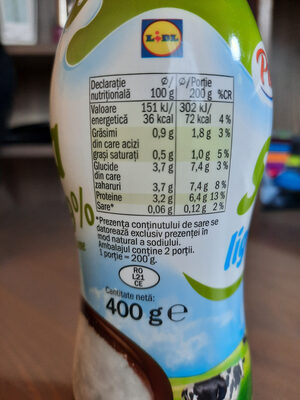 LIDL
Declarație nutrițională ∅/ 100 g ∅/Portie 200 g %CR
Valoare energetică 151 kJ/ 36 kcal 302 kJ/ 72 kcal 4 %
Grăsimi 0,9 g 1,8 g 3 %
din care acizi grași saturați 0,5 g 1,0 g 5 %
Glucide 3,7 g 7,4 g 3 %
din care zaharuri 3,7 g 7,4 g 8 %
Proteine 3,2 g 6,4 g 13 %
Sare* 0,06 g 0,12 g 2 %
*Prezența conținutului de sare se
datorează exclusiv prezenței în
mod natural a sodiului.
Ambalajul conține 2 porții.
1 porție = 200 g.
RO
L21
CE
Cantitate netă:
400 g ℮
%